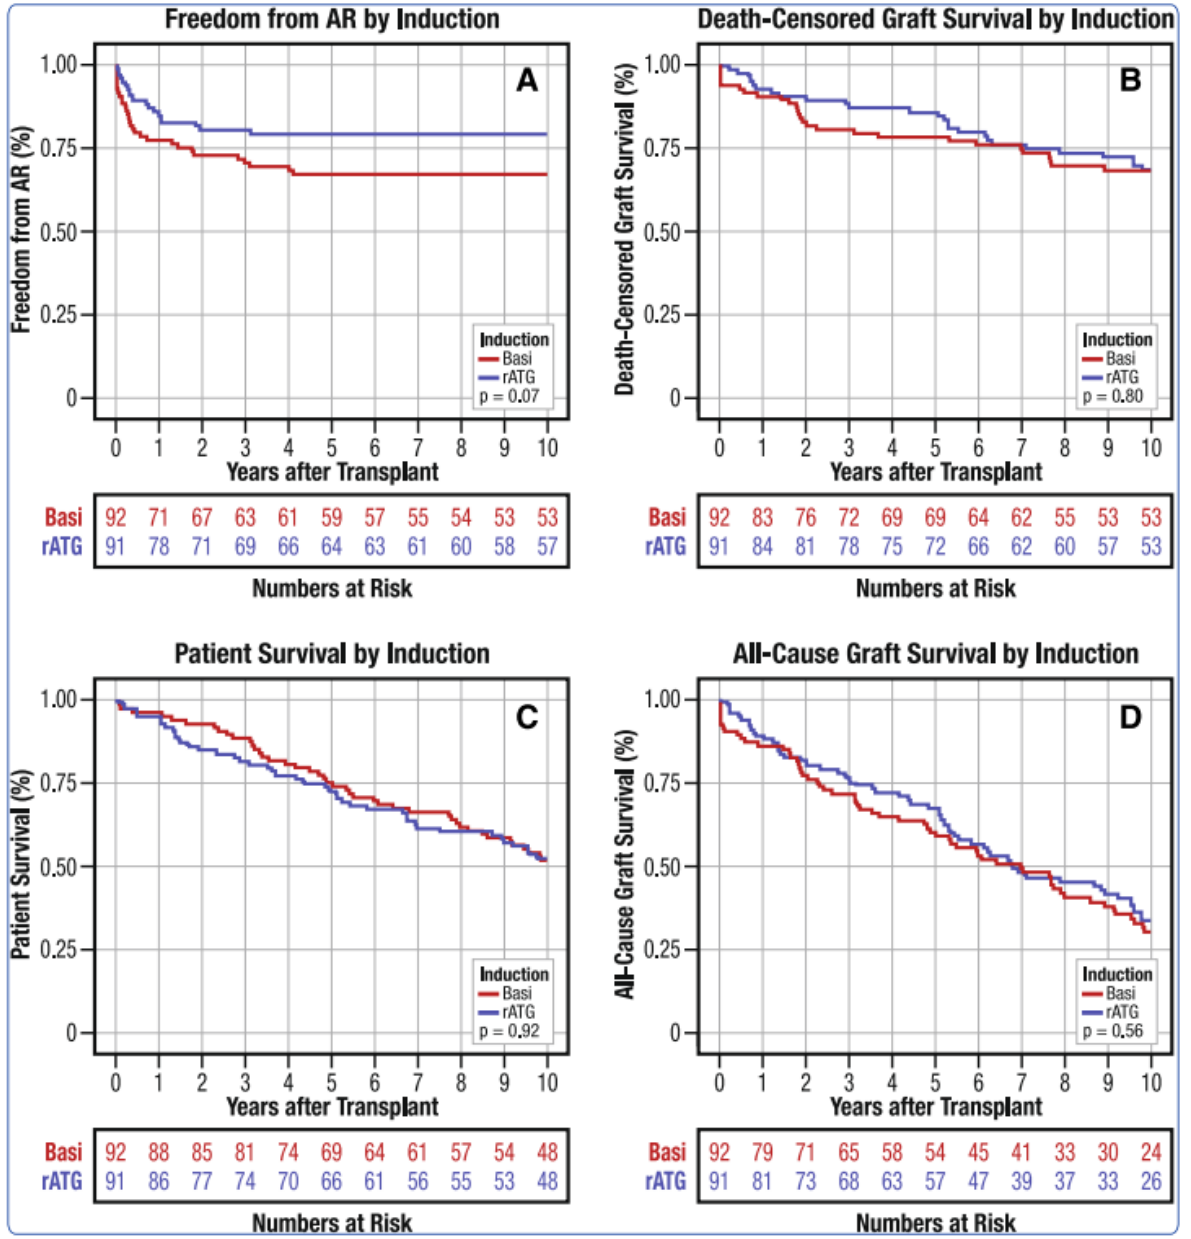 Freedom from AR by Induction
Freedom from AR (%)
1.00
0.75
0.50
0.25
0
A
Induction
Basi
rATG
p = 0.07
0 1 2 3 4 5 6 7 8 9 10
Years after Transplant
Basi 92 71 67 63 61 59 57 55 54 53 53
rATG 91 78 71 69 66 64 63 61 60 58 57
Numbers at Risk
Death-Censored Graft Survival by Induction
Death-Censored Graft Survival (%)
1.00
0.75
0.50
0.25
0
B
Induction
Basi
rATG
p = 0.80
0 1 2 3 4 5 6 7 8 9 10
Years after Transplant
Basi 92 83 76 72 69 69 64 62 55 53 53
rATG 91 84 81 78 75 72 66 62 60 57 53
Numbers at Risk
Patient Survival by Induction
Patient Survival (%)
1.00
0.75
0.50
0.25
0
C
Induction
Basi
rATG
p = 0.92
0 1 2 3 4 5 6 7 8 9 10
Years after Transplant
Basi 92 88 85 81 74 69 64 61 57 54 48
rATG 91 86 77 74 70 66 61 56 55 53 48
Numbers at Risk
All-Cause Graft Survival by Induction
All-Cause Graft Survival (%)
1.00
0.75
0.50
0.25
0
D
Induction
Basi
rATG
p = 0.56
0 1 2 3 4 5 6 7 8 9 10
Years after Transplant
Basi 92 79 71 65 58 54 45 41 33 30 24
rATG 91 81 73 68 63 57 47 39 37 33 26
Numbers at Risk